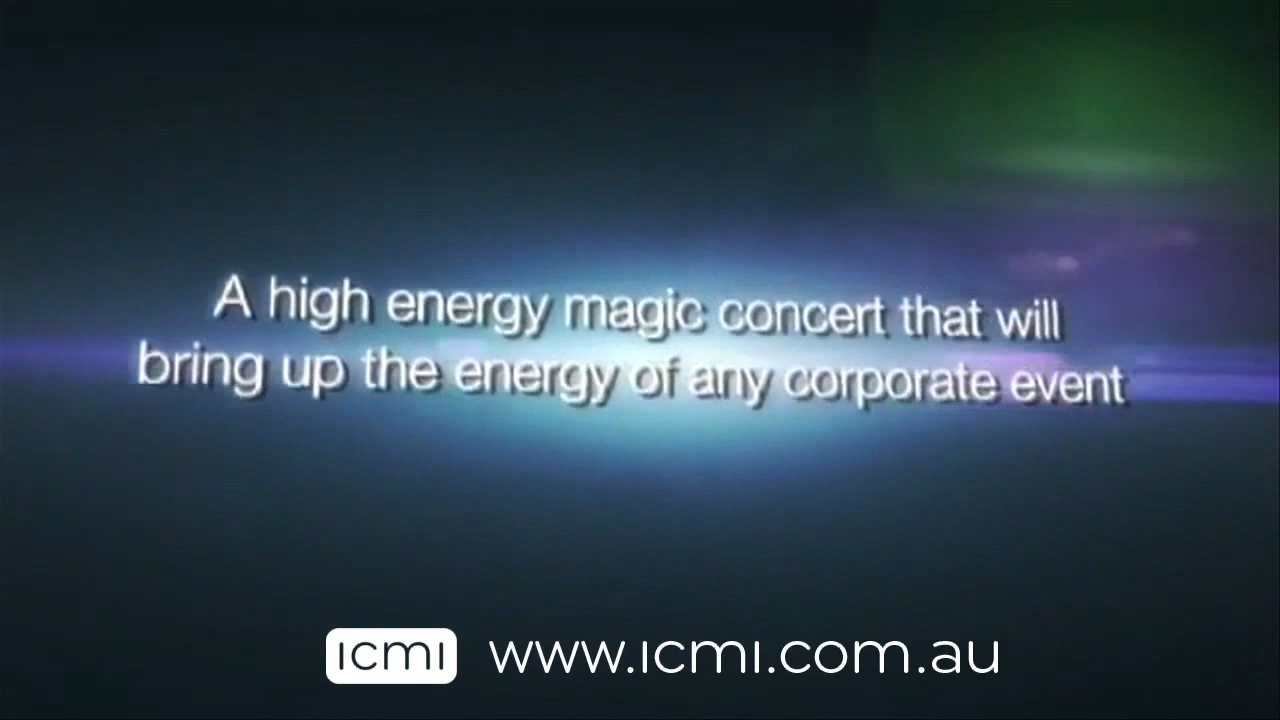 A high energy magic concert that will
bring up the energy of any corporate event
icmi www.icmi.com.au